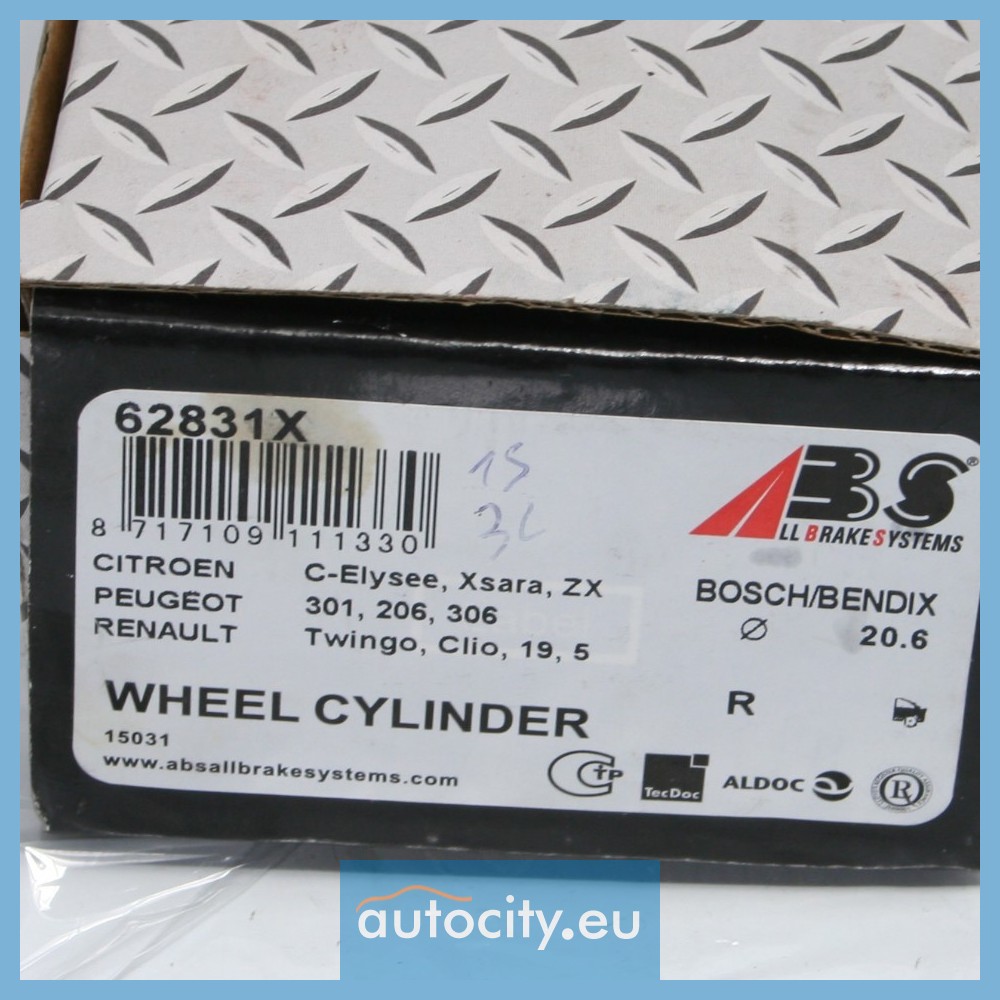 62831X
8 717109 111330
15
ABS®
ALL BRAKE SYSTEMS
CITROEN C-Elysee, Xsara, ZX
PEUGEOT 301, 206, 306
RENAULT Twingo, Clio, 19, 5
BOSCH/BENDIX
Ø 20.6
WHEEL CYLINDER
R
15031
www.absallbrakesystems.com
TecDoc
ALDOC
R
autocity.eu